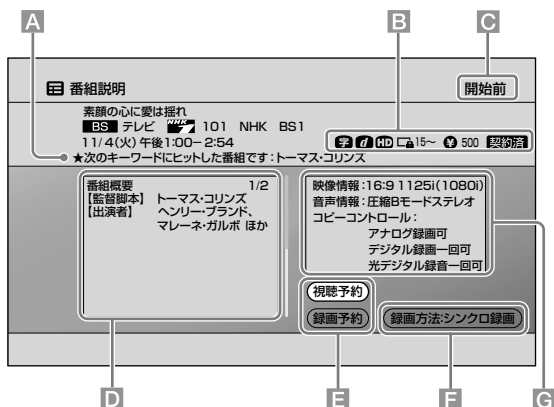 A
B
C
番組説明
開始前
素顔の心に愛は揺れ
BS テレビ NHK 101 NHK BS1
11/4(火)午後1:00-2:54
字 d HD 15~ ¥ 500 契約済
★次のキーワードにヒットした番組です:トーマス・コリンズ
番組概要 1/2
【監督脚本】 トーマス・コリンズ
【出演者】 ヘンリー・ブランド、
マレーネ・ガルボ ほか
映像情報:16:9 1125i(1080i)
音声情報:圧縮Bモードステレオ
コピーコントロール:
アナログ録画可
デジタル録画一回可
光デジタル録音一回可
視聴予約
録画予約
録画方法:シンクロ録画
D
E
F
G